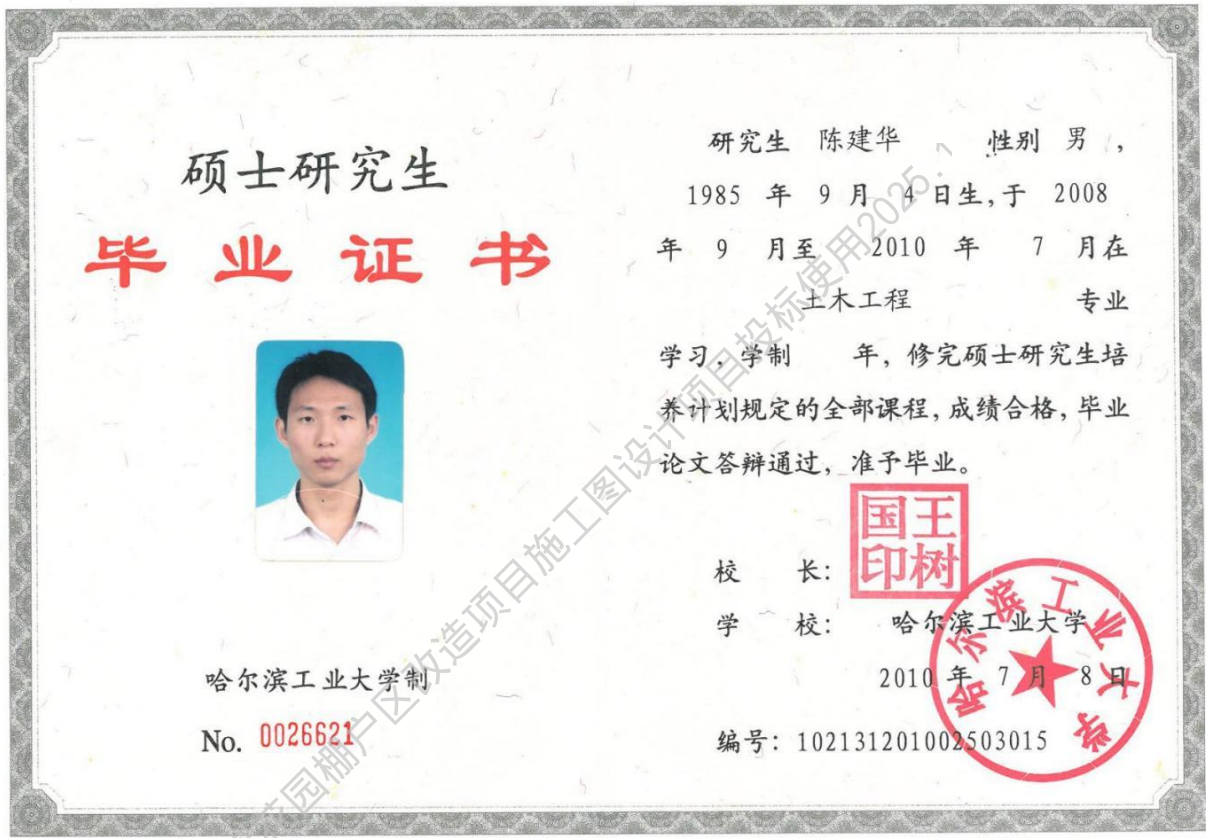 硕士研究生
毕业证书
哈尔滨工业大学制
No. 0026621
研究生 陈建华 性别 男,
1985 年 9 月 4 日生,于 2008
年 9 月至 2010 年 7 月在
土木工程 专业
学习,学制 年,修完硕士研究生培
养计划规定的全部课程,成绩合格,毕业
论文答辩通过,准予毕业。
校 长:
王树国印
学 校: 哈尔滨工业大学
2010 年 7 月 8 日
编号:102131201002503015
哈尔滨工业大学
花园棚户区改造项目施工图设计项目投标使用2025.